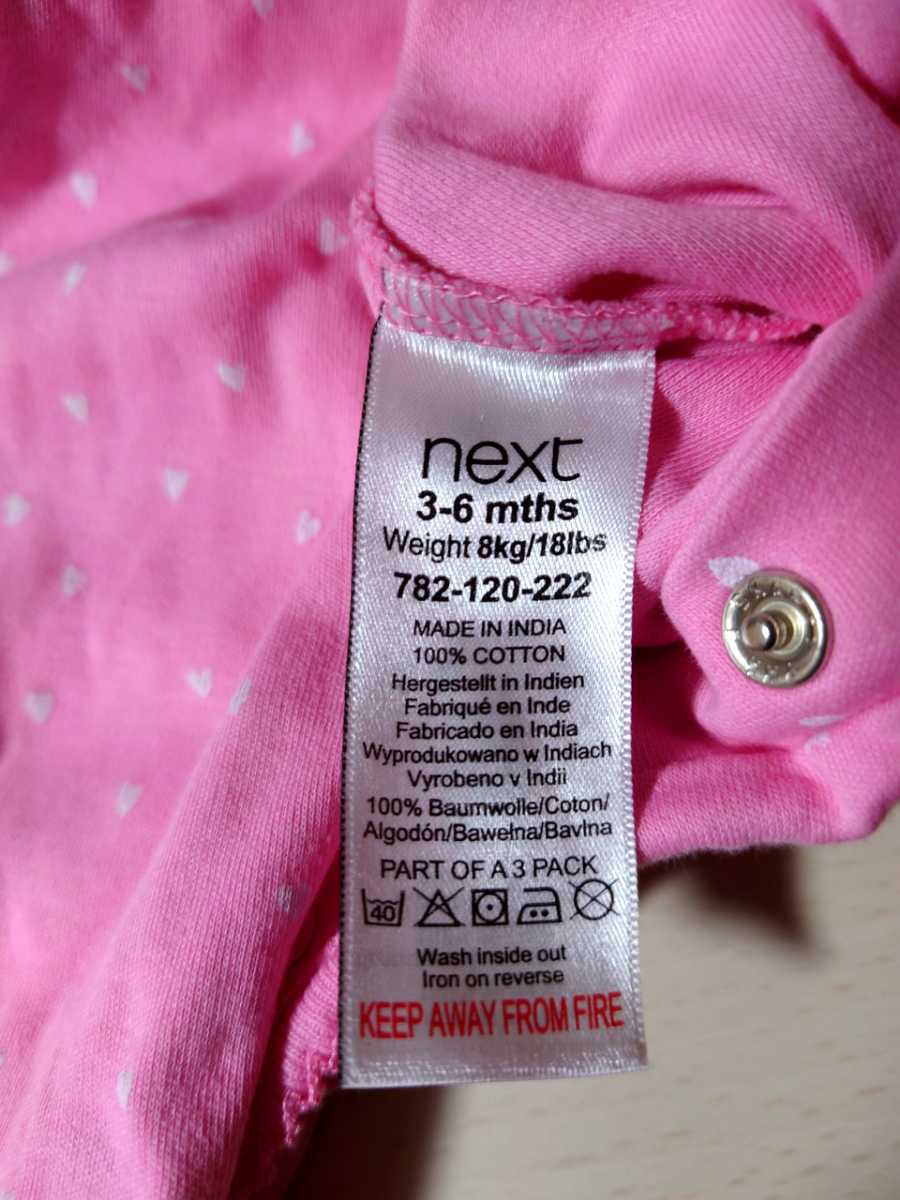 next
3-6 mths
Weight 8kg/18lbs
782-120-222
MADE IN INDIA
100% COTTON
Hergestellt in Indien
Fabriqué en Inde
Fabricado en India
Wyprodukowano w Indiach
Vyrobeno v Indii
100% Baumwolle/Coton/
Algodón/Bawełna/Bavlna
PART OF A 3 PACK
40
Wash inside out
Iron on reverse
KEEP AWAY FROM FIRE